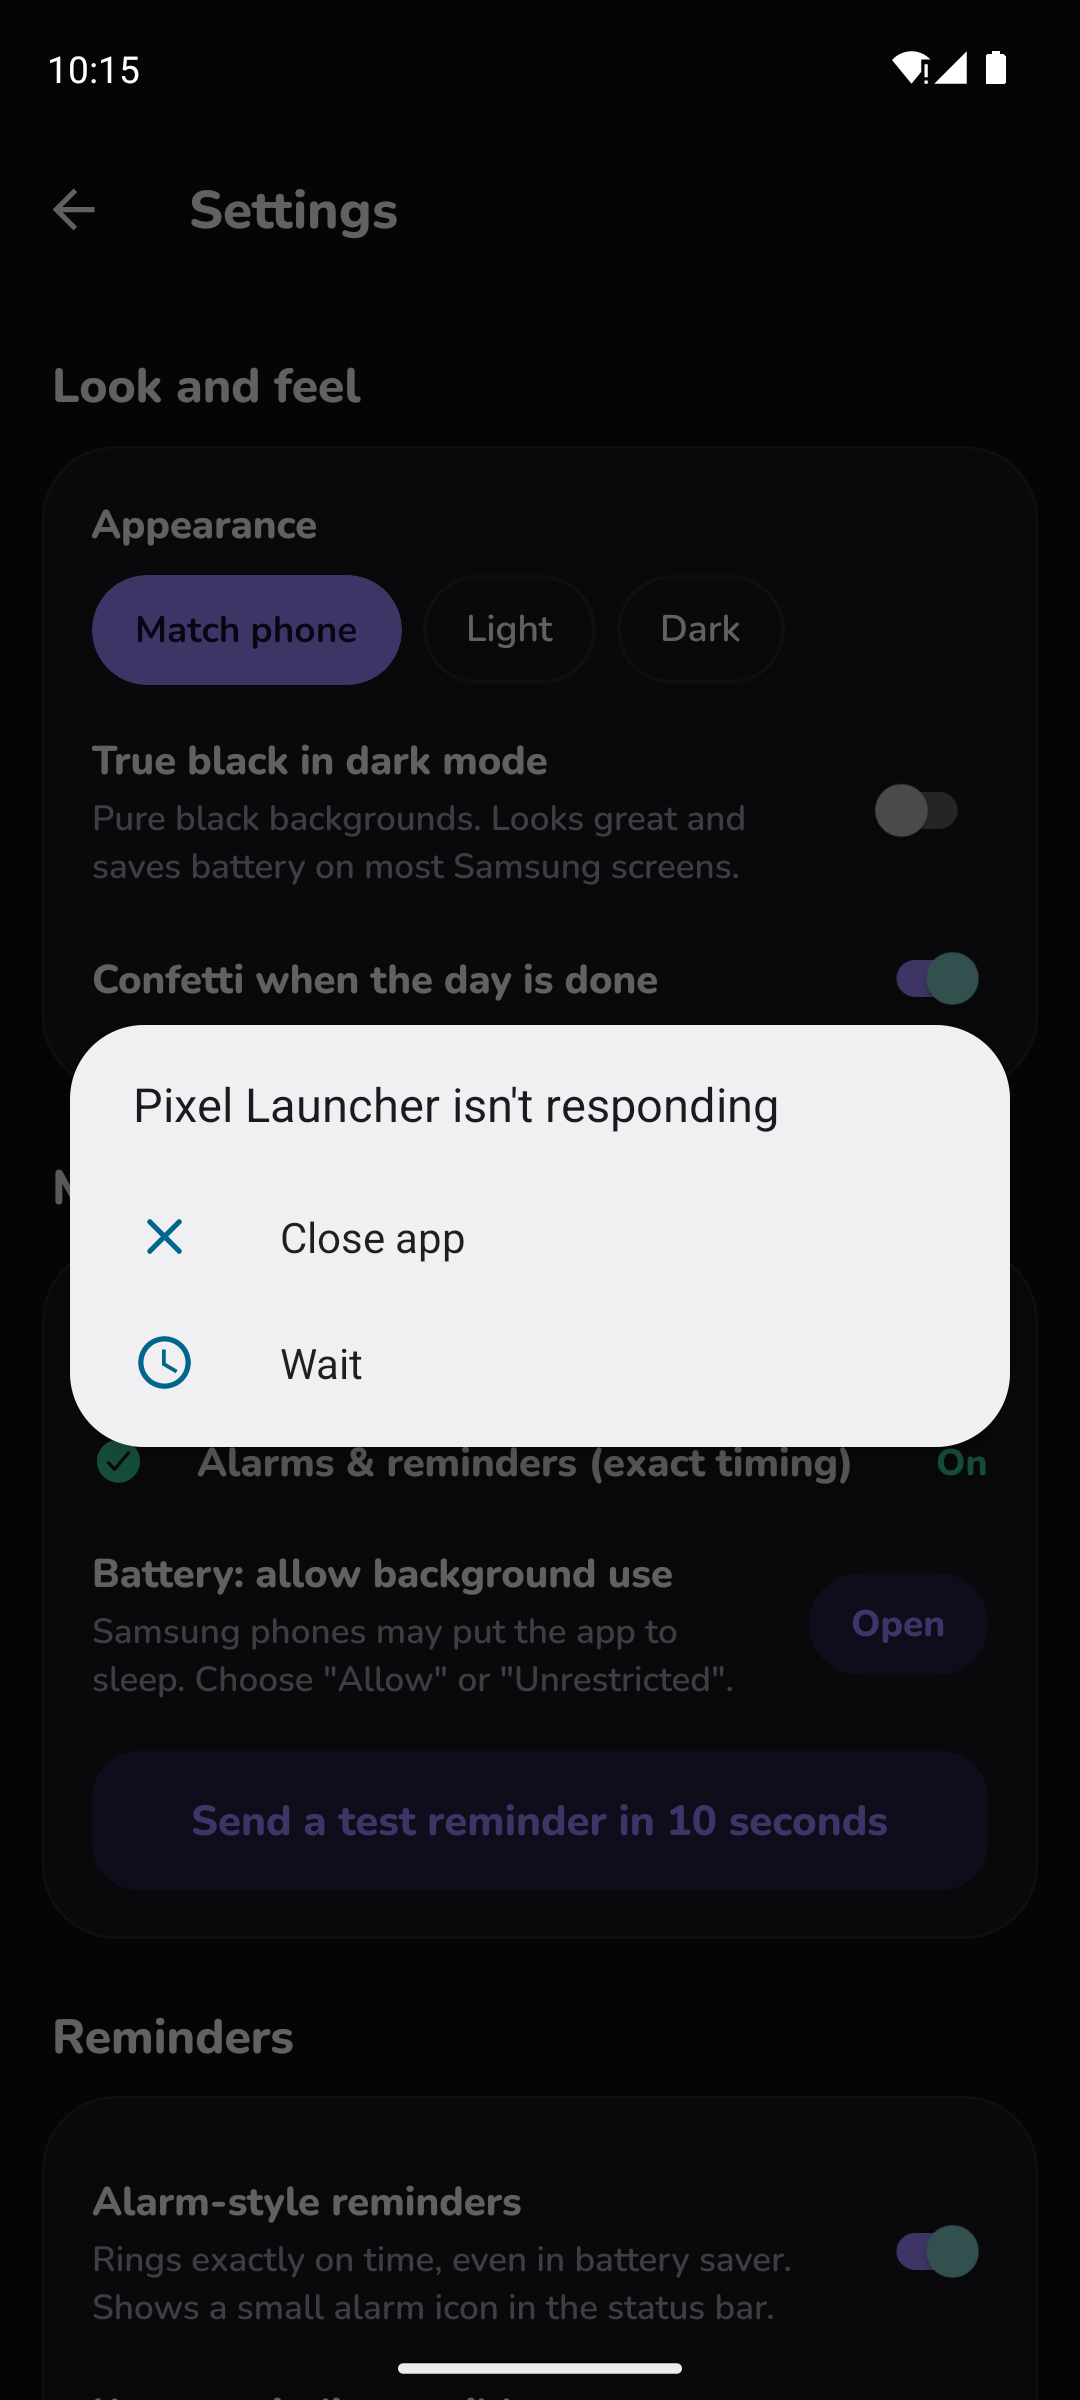 10:15
Settings
Look and feel
Appearance
Match phone
Light
Dark
True black in dark mode
Pure black backgrounds. Looks great and
saves battery on most Samsung screens.
Confetti when the day is done
Pixel Launcher isn't responding
Close app
Wait
Alarms & reminders (exact timing)
On
Battery: allow background use
Samsung phones may put the app to
sleep. Choose "Allow" or "Unrestricted".
Open
Send a test reminder in 10 seconds
Reminders
Alarm-style reminders
Rings exactly on time, even in battery saver.
Shows a small alarm icon in the status bar.